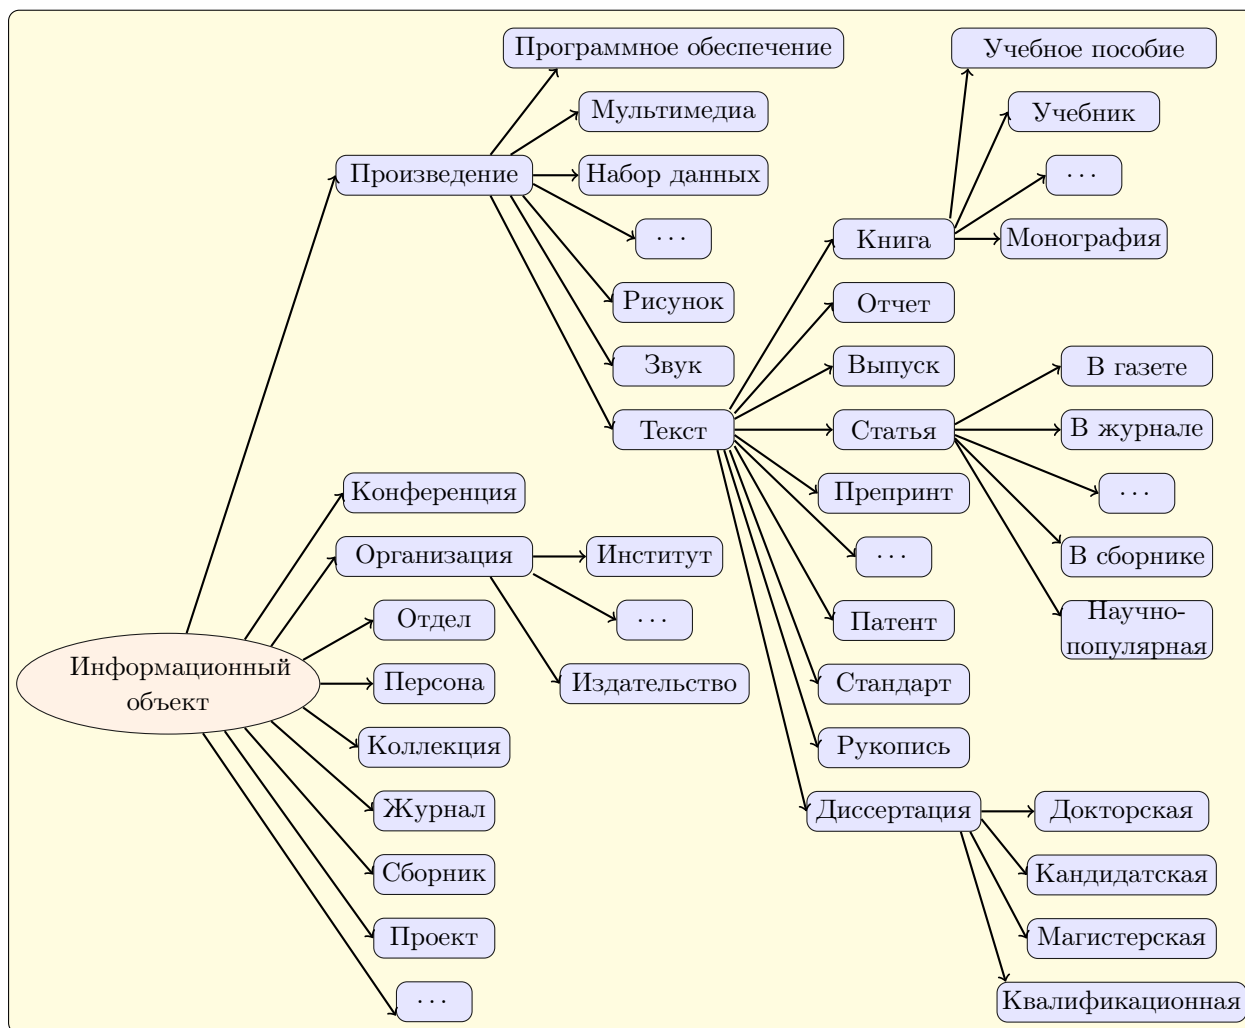 Программное обеспечение
Учебное пособие
Мультимедиа
Учебник
Произведение
Набор данных
...
...
Книга
Монография
Рисунок
Отчет
Звук
Выпуск
В газете
Текст
Статья
В журнале
Конференция
Препринт
...
Организация
Институт
...
В сборнике
Отдел
...
Патент
Научно-
популярная
Информационный
объект
Персона
Издательство
Стандарт
Коллекция
Рукопись
Журнал
Диссертация
Докторская
Сборник
Кандидатская
Проект
Магистерская
...
Квалификационная